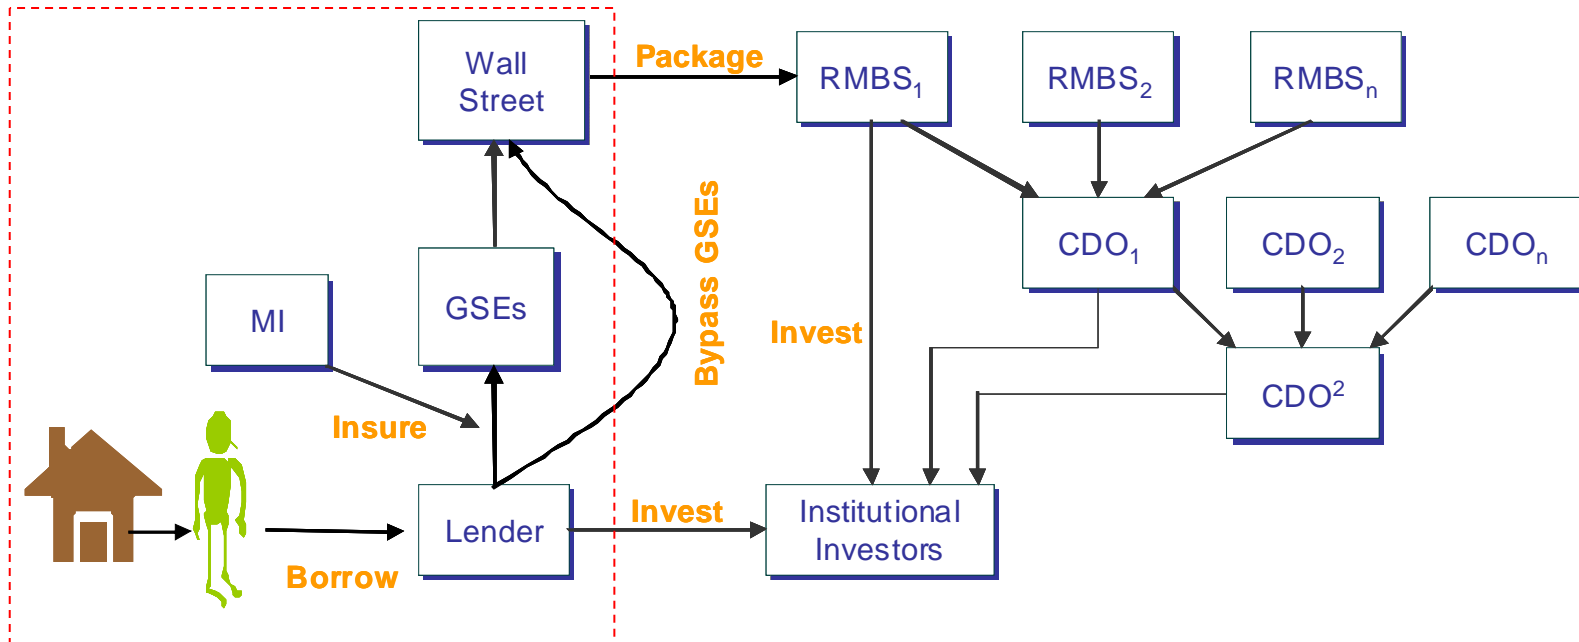 Wall
Street
Package
RMBS₁
RMBS₂
RMBSₙ
CDO₁
CDO₂
CDOₙ
Bypass GSEs
MI
GSEs
Invest
CDO²
Insure
Lender
Invest
Institutional
Investors
Borrow